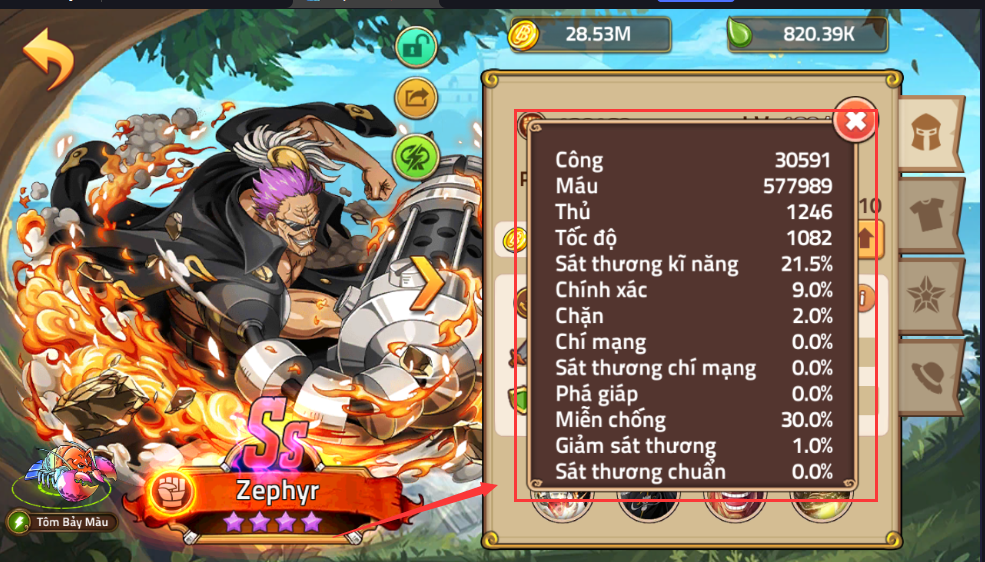 28.53M
820.39K
Công 30591
Máu 577989
Thủ 1246
Tốc độ 1082
Sát thương kĩ năng 21.5%
Chính xác 9.0%
Chặn 2.0%
Chí mạng 0.0%
Sát thương chí mạng 0.0%
Phá giáp 0.0%
Miễn chống 30.0%
Giảm sát thương 1.0%
Sát thương chuẩn 0.0%
10
Ss
Zephyr
Tôm Bảy Màu